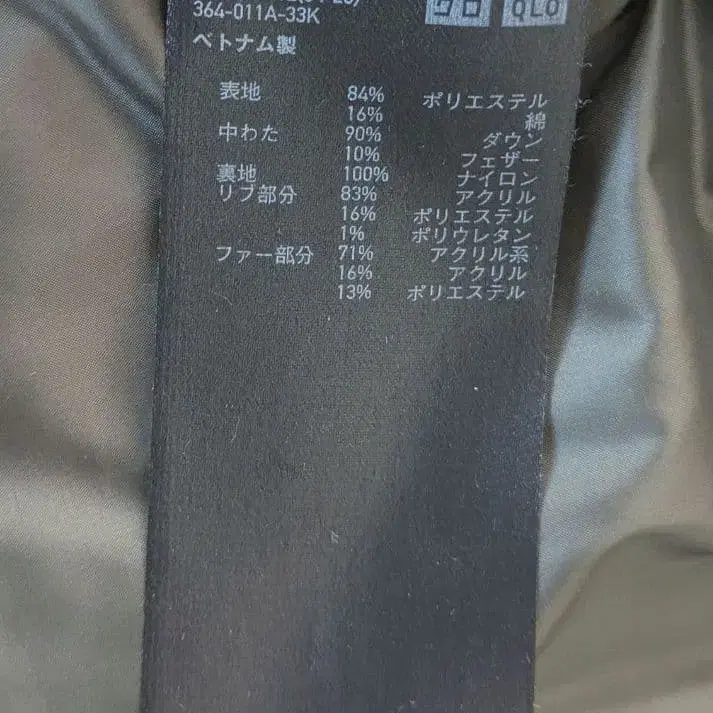 364-011A-33K
QLO
ベトナム製
表地 84% ポリエステル
16% 綿
中わた 90% ダウン
10% フェザー
裏地 100% ナイロン
リブ部分 83% アクリル
16% ポリエステル
1% ポリウレタン
ファー部分 71% アクリル系
16% アクリル
13% ポリエステル